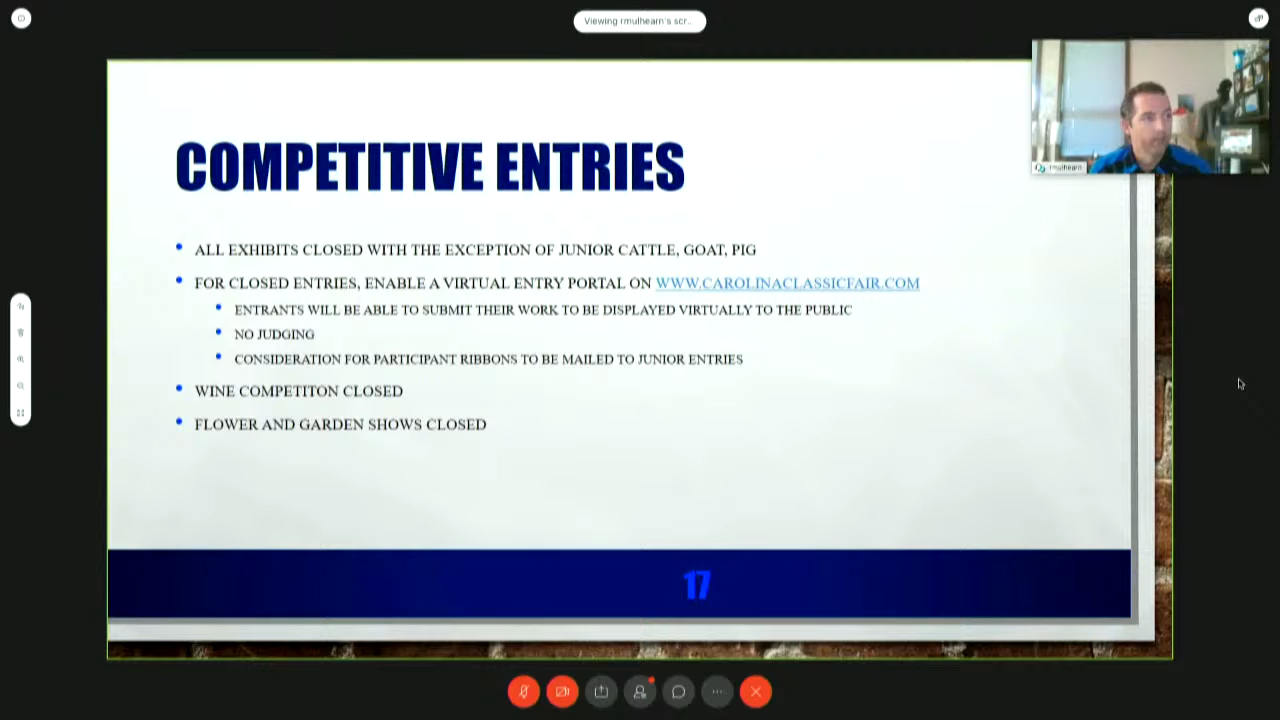 Viewing rmulhearn's scr...
COMPETITIVE ENTRIES
ALL EXHIBITS CLOSED WITH THE EXCEPTION OF JUNIOR CATTLE, GOAT, PIG
FOR CLOSED ENTRIES, ENABLE A VIRTUAL ENTRY PORTAL ON WWW.CAROLINACLASSICFAIR.COM
ENTRANTS WILL BE ABLE TO SUBMIT THEIR WORK TO BE DISPLAYED VIRTUALLY TO THE PUBLIC
NO JUDGING
CONSIDERATION FOR PARTICIPANT RIBBONS TO BE MAILED TO JUNIOR ENTRIES
WINE COMPETITON CLOSED
FLOWER AND GARDEN SHOWS CLOSED
17
rmulhearn